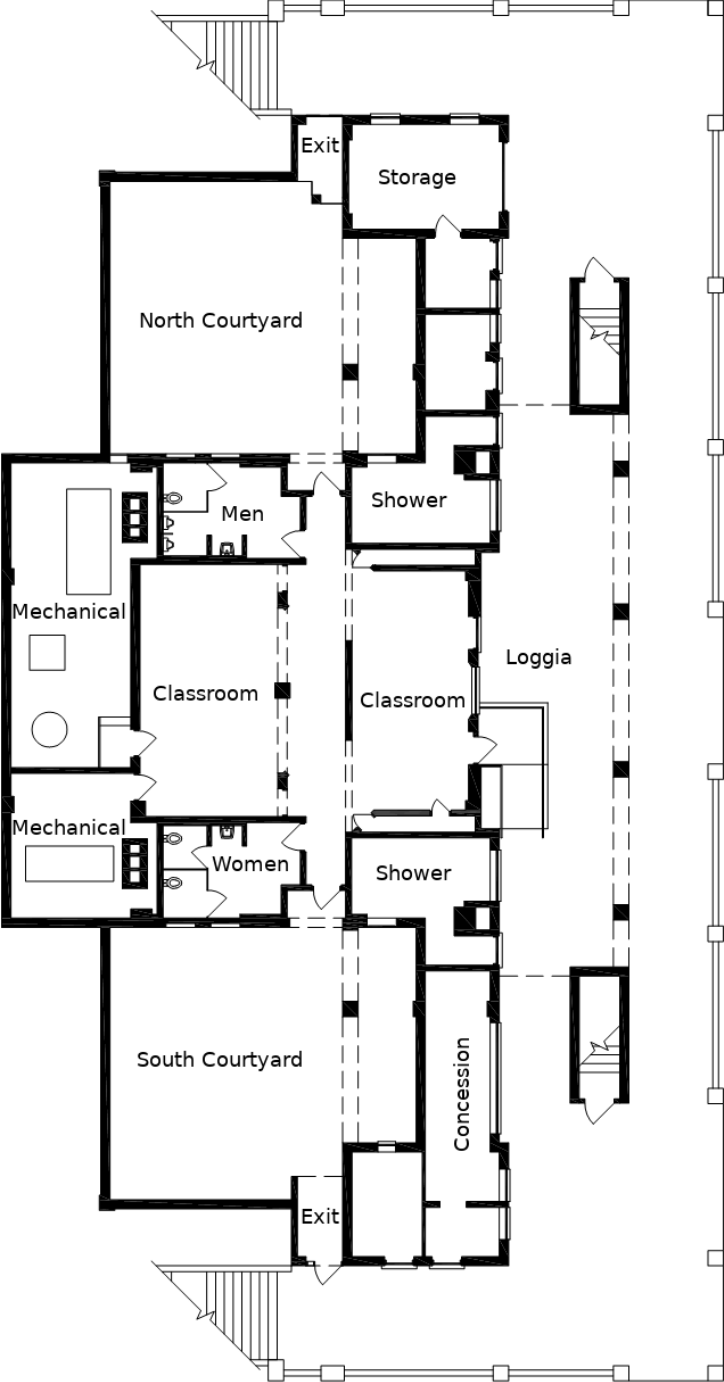 Exit
Storage
North Courtyard
Shower
Men
Mechanical
Loggia
Classroom
Classroom
Mechanical
Women
Shower
South Courtyard
Concession
Exit